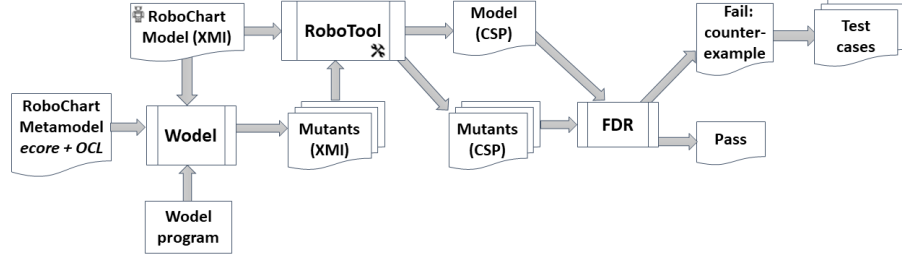 RoboChart
Model (XMI)
RoboTool
Model
(CSP)
Fail:
counter-
example
Test
cases
RoboChart
Metamodel
ecore + OCL
Wodel
Mutants
(XMI)
Mutants
(CSP)
FDR
Pass
Wodel
program